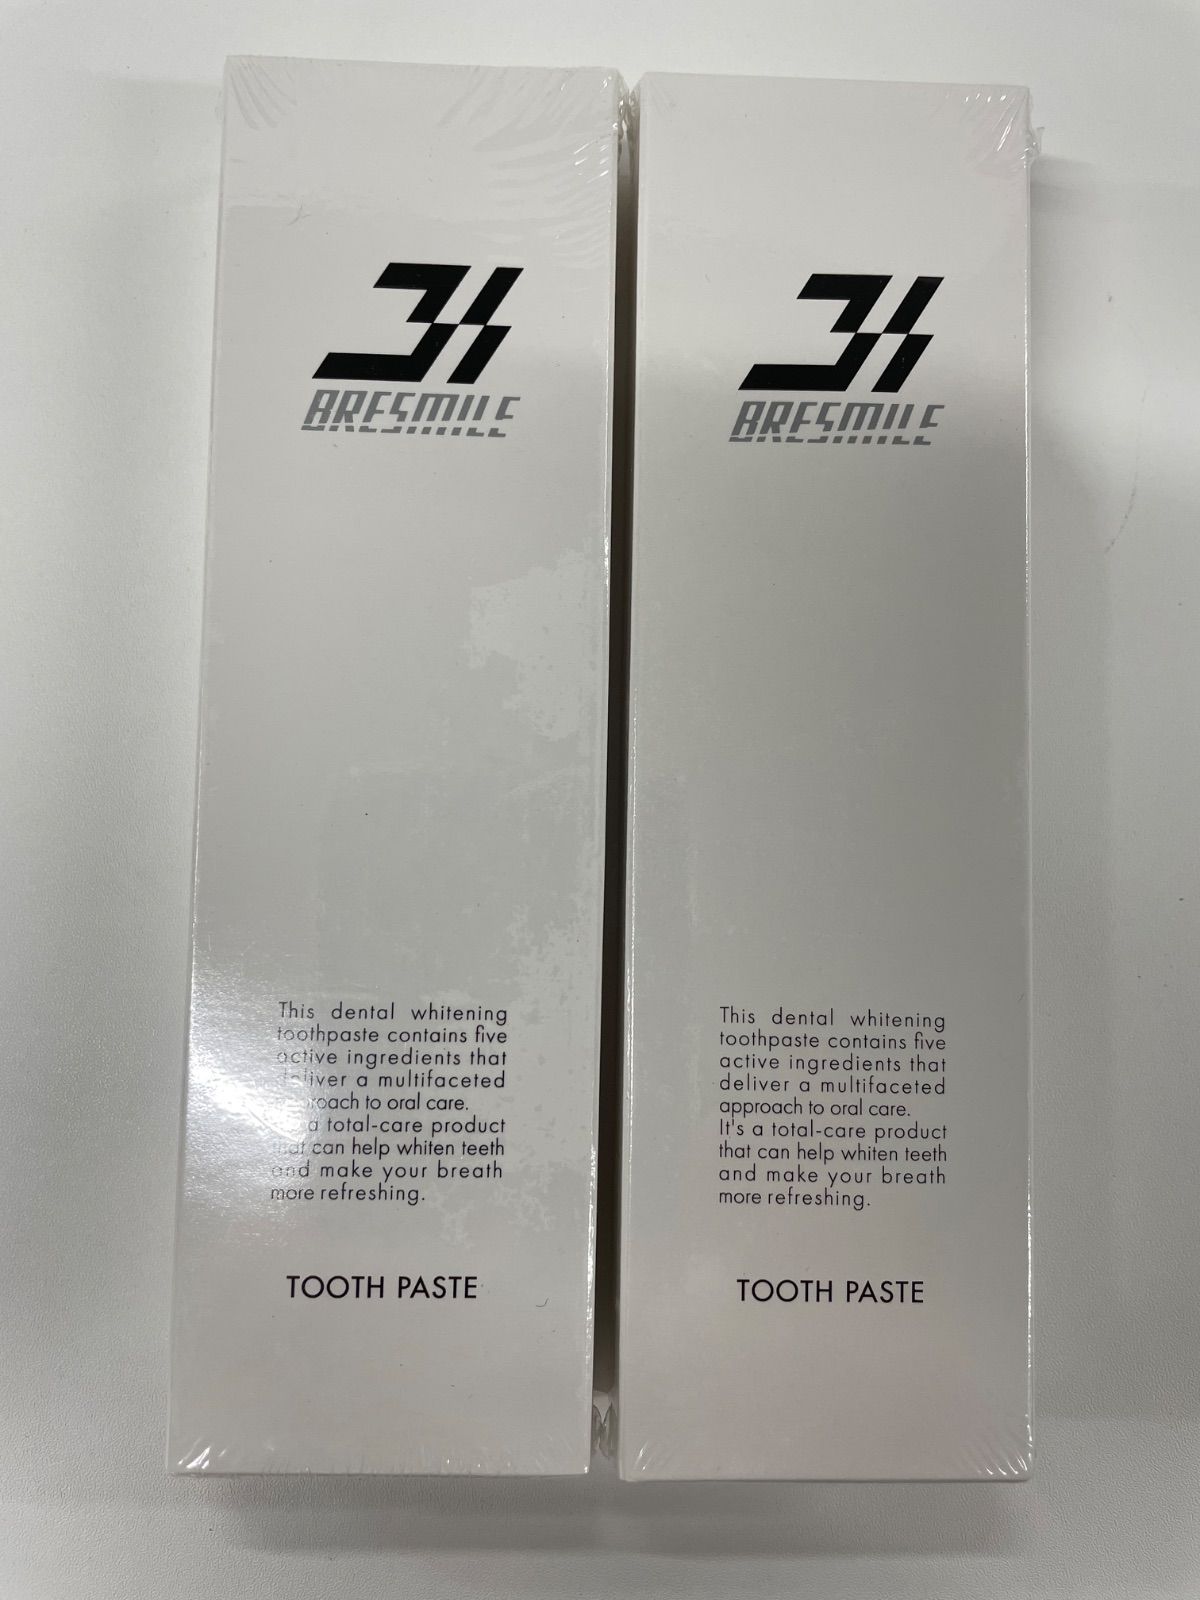 BRESMILE
This dental whitening
toothpaste contains five
active ingredients that
deliver a multifaceted
approach to oral care.
a total-care product
that can help whiten teeth
and make your breath
more refreshing.
TOOTH PASTE
BRESMILE
This dental whitening
toothpaste contains five
active ingredients that
deliver a multifaceted
approach to oral care.
It's a total-care product
that can help whiten teeth
and make your breath
more refreshing.
TOOTH PASTE